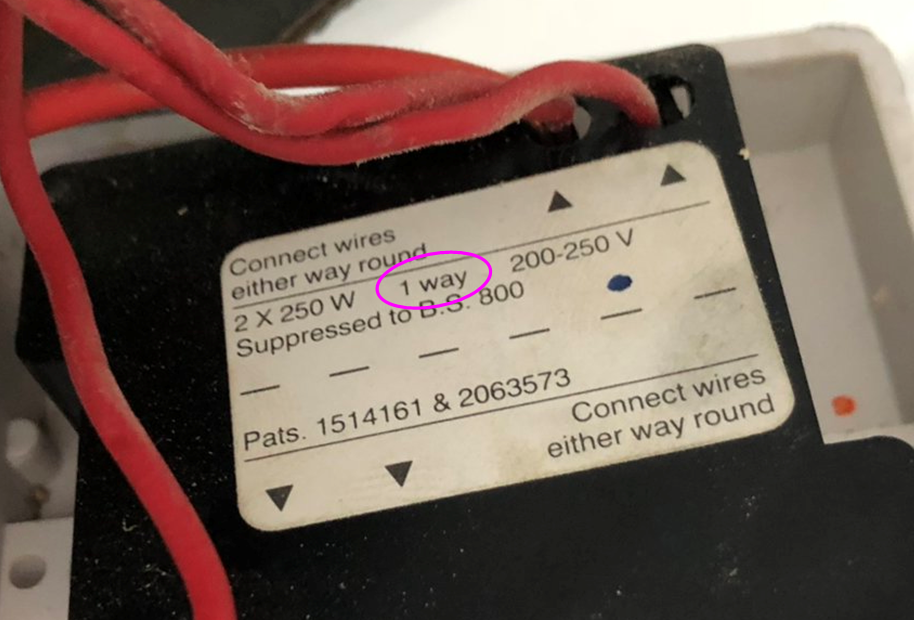 Connect wires
either way round
2 X 250 W 1 way 200-250 V
Suppressed to B.S. 800
Pats. 1514161 & 2063573
Connect wires
either way round